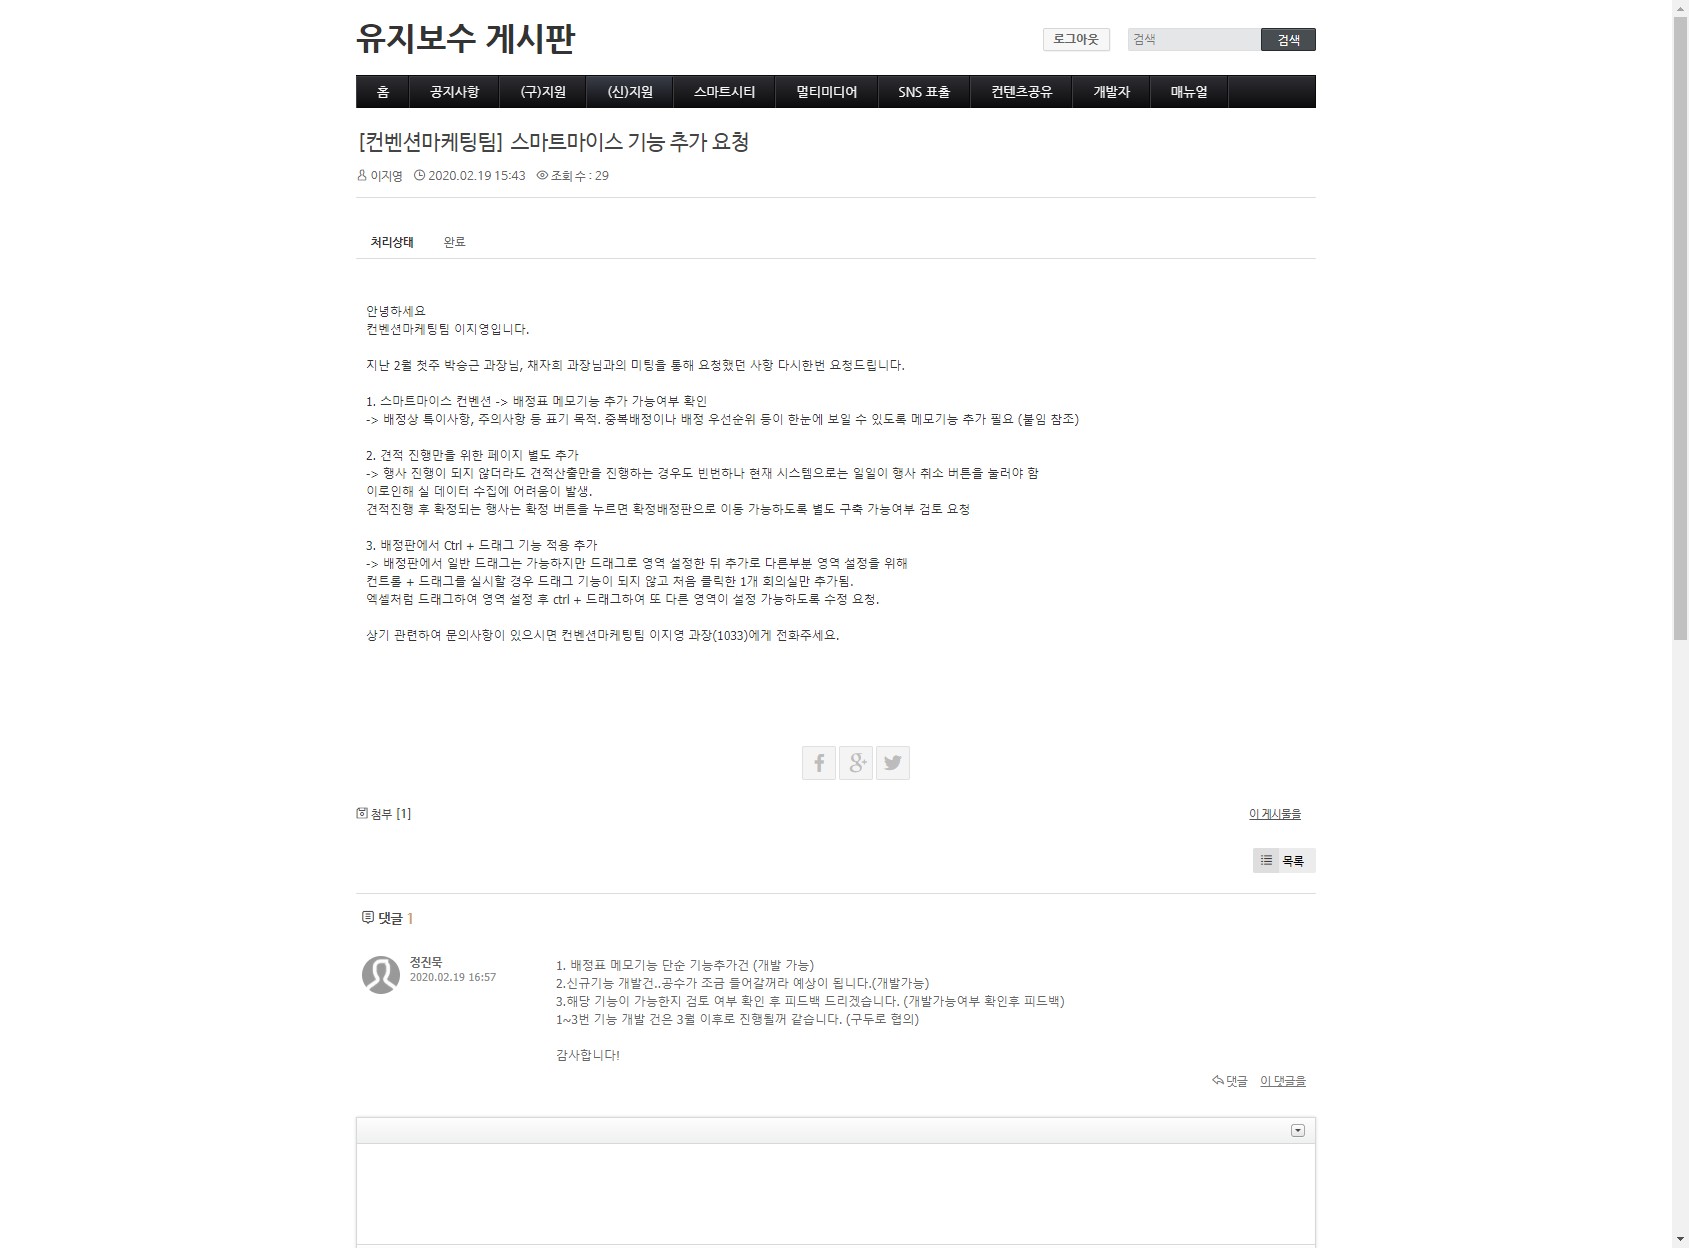 유지보수 게시판
로그아웃
검색
검색
홈 공지사항 (구)지원 (신)지원 스마트시티 멀티미디어 SNS 표출 컨텐츠공유 개발자 매뉴얼
[컨벤션마케팅팀] 스마트마이스 기능 추가 요청
이지영 2020.02.19 15:43 조회 수 : 29
처리상태 완료
안녕하세요
컨벤션마케팅팀 이지영입니다.
지난 2월 첫주 박승근 과장님, 채자희 과장님과의 미팅을 통해 요청했던 사항 다시한번 요청드립니다.
1. 스마트마이스 컨벤션 -> 배정표 메모기능 추가 가능여부 확인
-> 배정상 특이사항, 주의사항 등 표기 목적. 중복배정이나 배정 우선순위 등이 한눈에 보일 수 있도록 메모기능 추가 필요 (붙임 참조)
2. 견적 진행만을 위한 페이지 별도 추가
-> 행사 진행이 되지 않더라도 견적산출만을 진행하는 경우도 빈번하나 현재 시스템으로는 일일이 행사 취소 버튼을 눌러야 함
이로인해 실 데이터 수집에 어려움이 발생.
견적진행 후 확정되는 행사는 확정 버튼을 누르면 확정배정판으로 이동 가능하도록 별도 구축 가능여부 검토 요청
3. 배정판에서 Ctrl + 드래그 기능 적용 추가
-> 배정판에서 일반 드래그는 가능하지만 드래그로 영역 설정한 뒤 추가로 다른부분 영역 설정을 위해
컨트롤 + 드래그를 실시할 경우 드래그 기능이 되지 않고 처음 클릭한 1개 회의실만 추가됨.
엑셀처럼 드래그하여 영역 설정 후 ctrl + 드래그하여 또 다른 영역이 설정 가능하도록 수정 요청.
상기 관련하여 문의사항이 있으시면 컨벤션마케팅팀 이지영 과장(1033)에게 전화주세요.
첨부 [1]
이 게시물을
목록
댓글 1
정진묵
2020.02.19 16:57
1. 배정표 메모기능 단순 기능추가건 (개발 가능)
2.신규기능 개발건..공수가 조금 들어갈꺼라 예상이 됩니다.(개발가능)
3.해당 기능이 가능한지 검토 여부 확인 후 피드백 드리겠습니다. (개발가능여부 확인후 피드백)
1~3번 기능 개발 건은 3월 이후로 진행될꺼 같습니다. (구두로 협의)
감사합니다!
댓글 이 댓글을